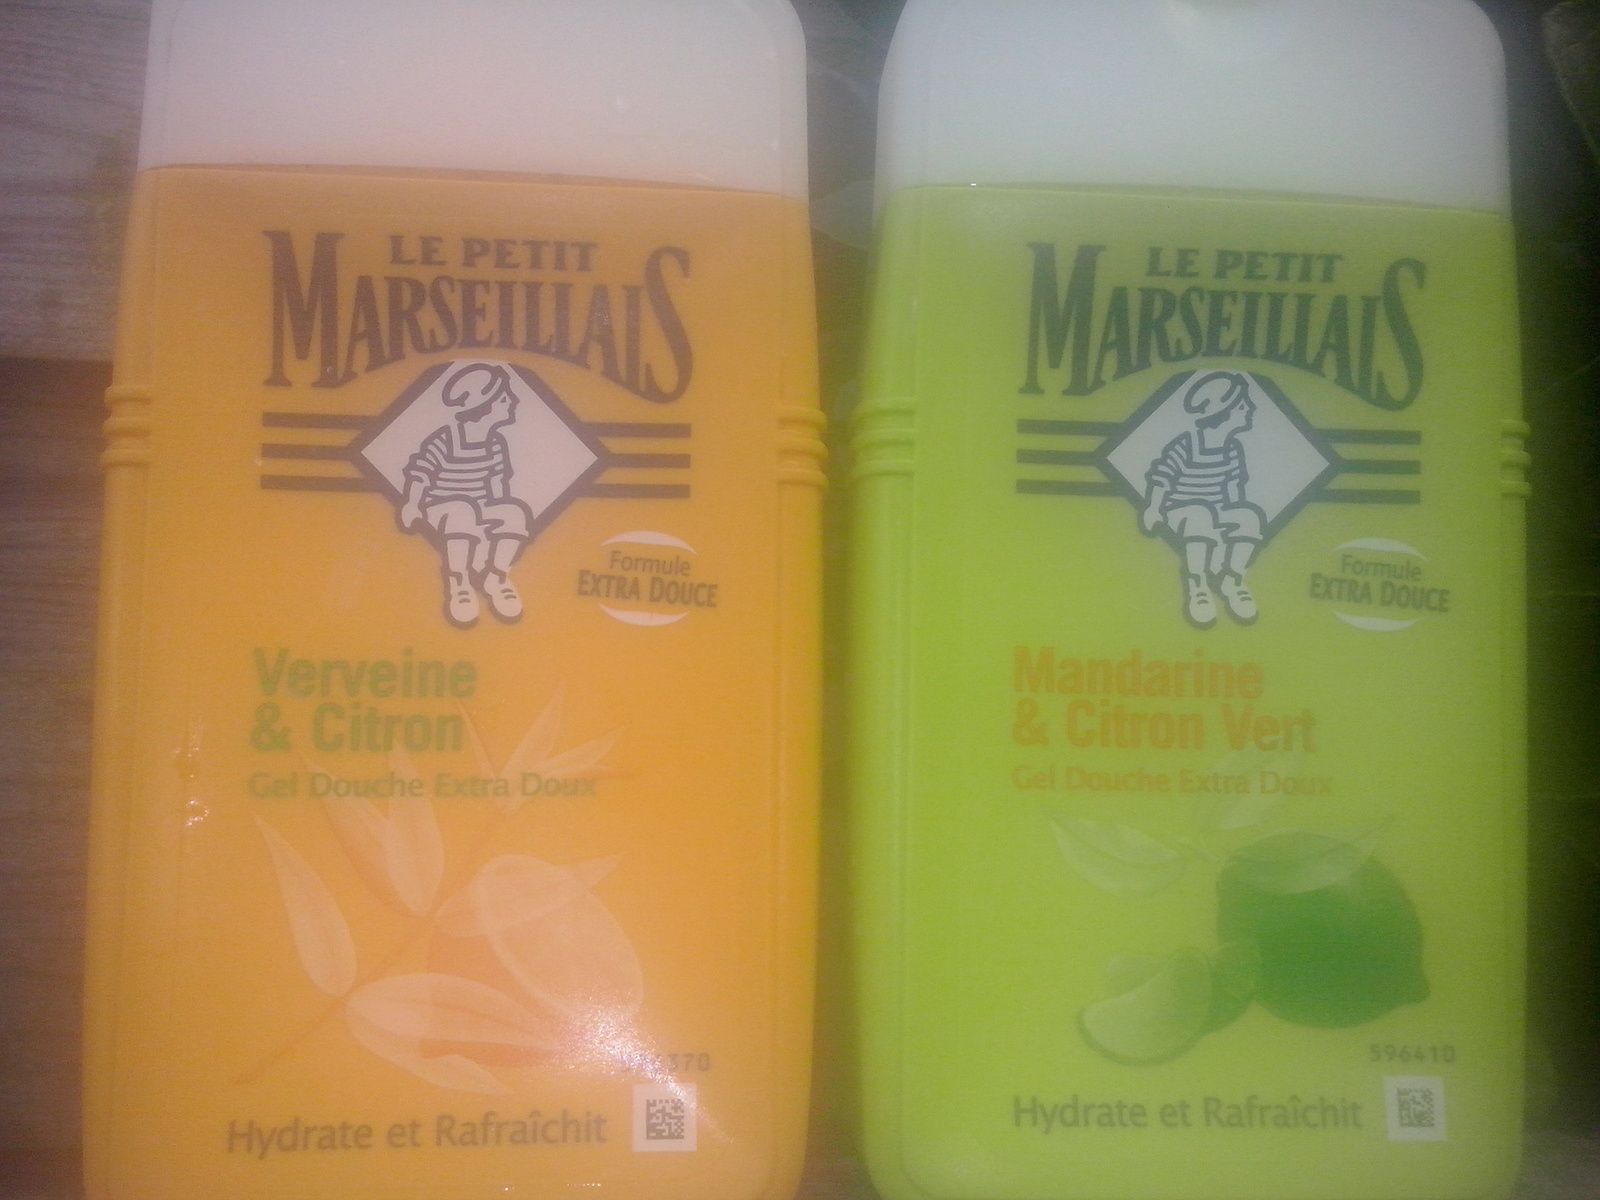 LE PETIT
MARSEILLAIS
Formule
EXTRA DOUCE
Verveine
& Citron
Gel Douche Extra Doux
Hydrate et Rafraîchit
LE PETIT
MARSEILLAIS
Formule
EXTRA DOUCE
Mandarine
& Citron Vert
Gel Douche Extra Doux
596410
Hydrate et Rafraîchit